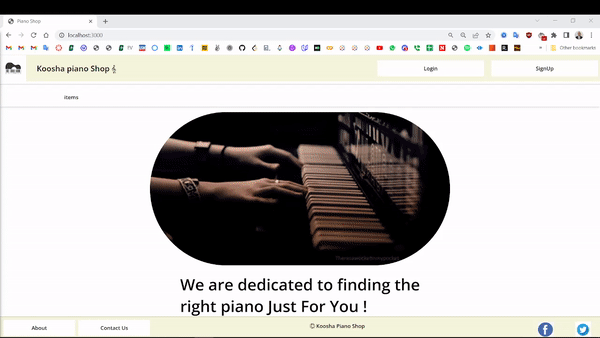 Piano Shop
localhost:3000
Other bookmarks
Koosha piano Shop 𝄞
Login
SignUp
items
We are dedicated to finding the
right piano Just For You !
About
Contact Us
© Koosha Piano Shop